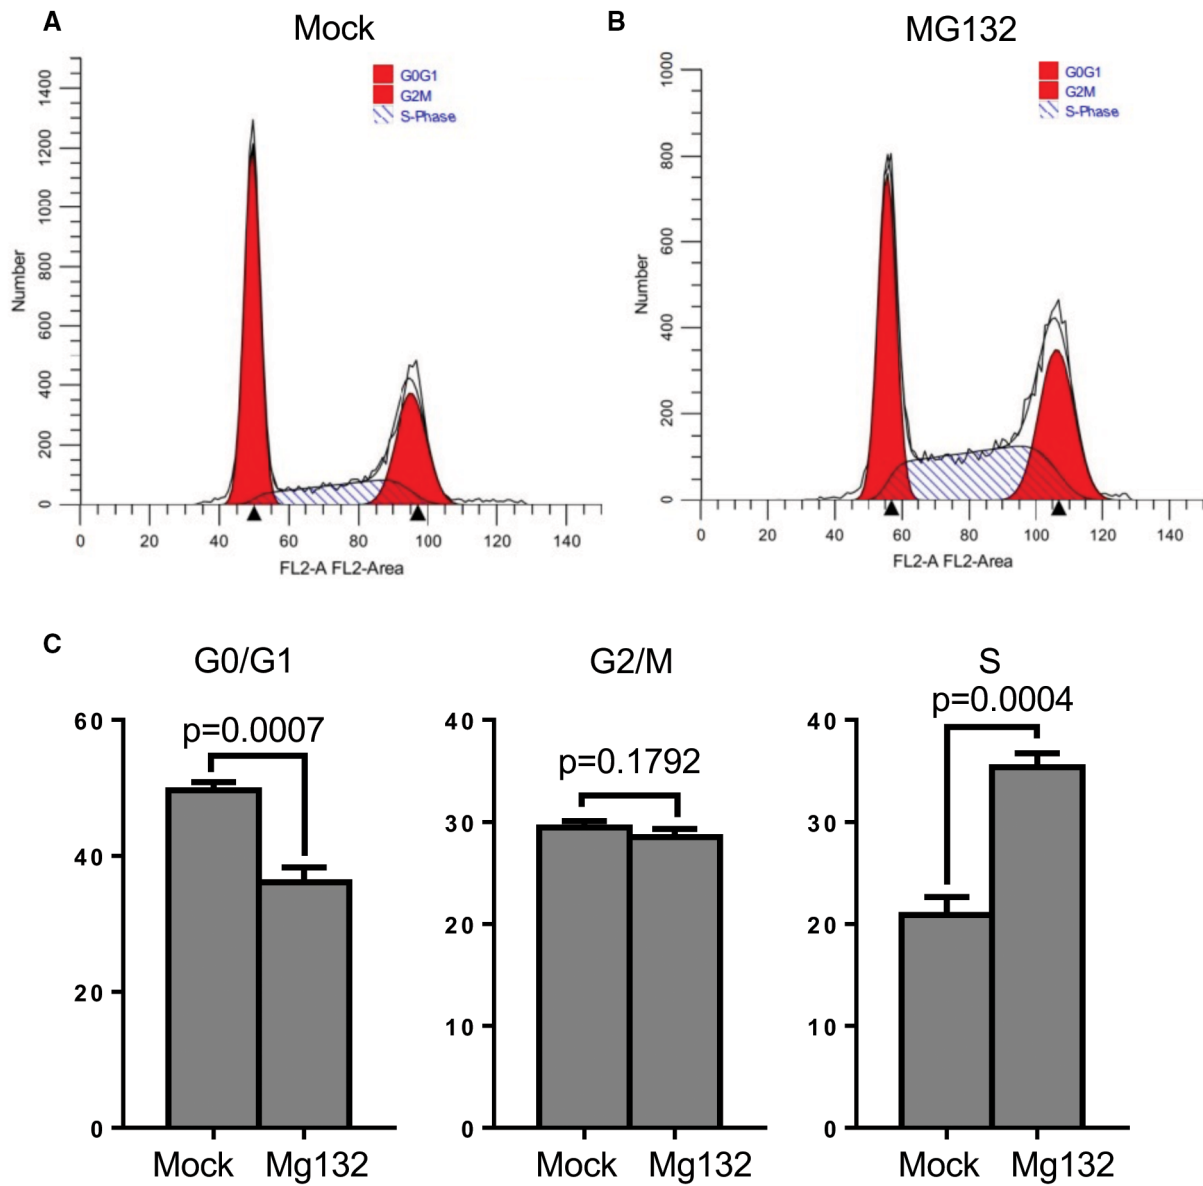 A
Mock
G0G1
G2M
S-Phase
1400
1200
1000
800
600
400
200
0
Number
0 20 40 60 80 100 120 140
FL2-A FL2-Area
B
MG132
G0G1
G2M
S-Phase
1000
800
600
400
200
0
Number
0 20 40 60 80 100 120 140
FL2-A FL2-Area
C
G0/G1
p=0.0007
60
40
20
0
Mock Mg132
G2/M
p=0.1792
40
30
20
10
0
Mock Mg132
S
p=0.0004
40
30
20
10
0
Mock Mg132